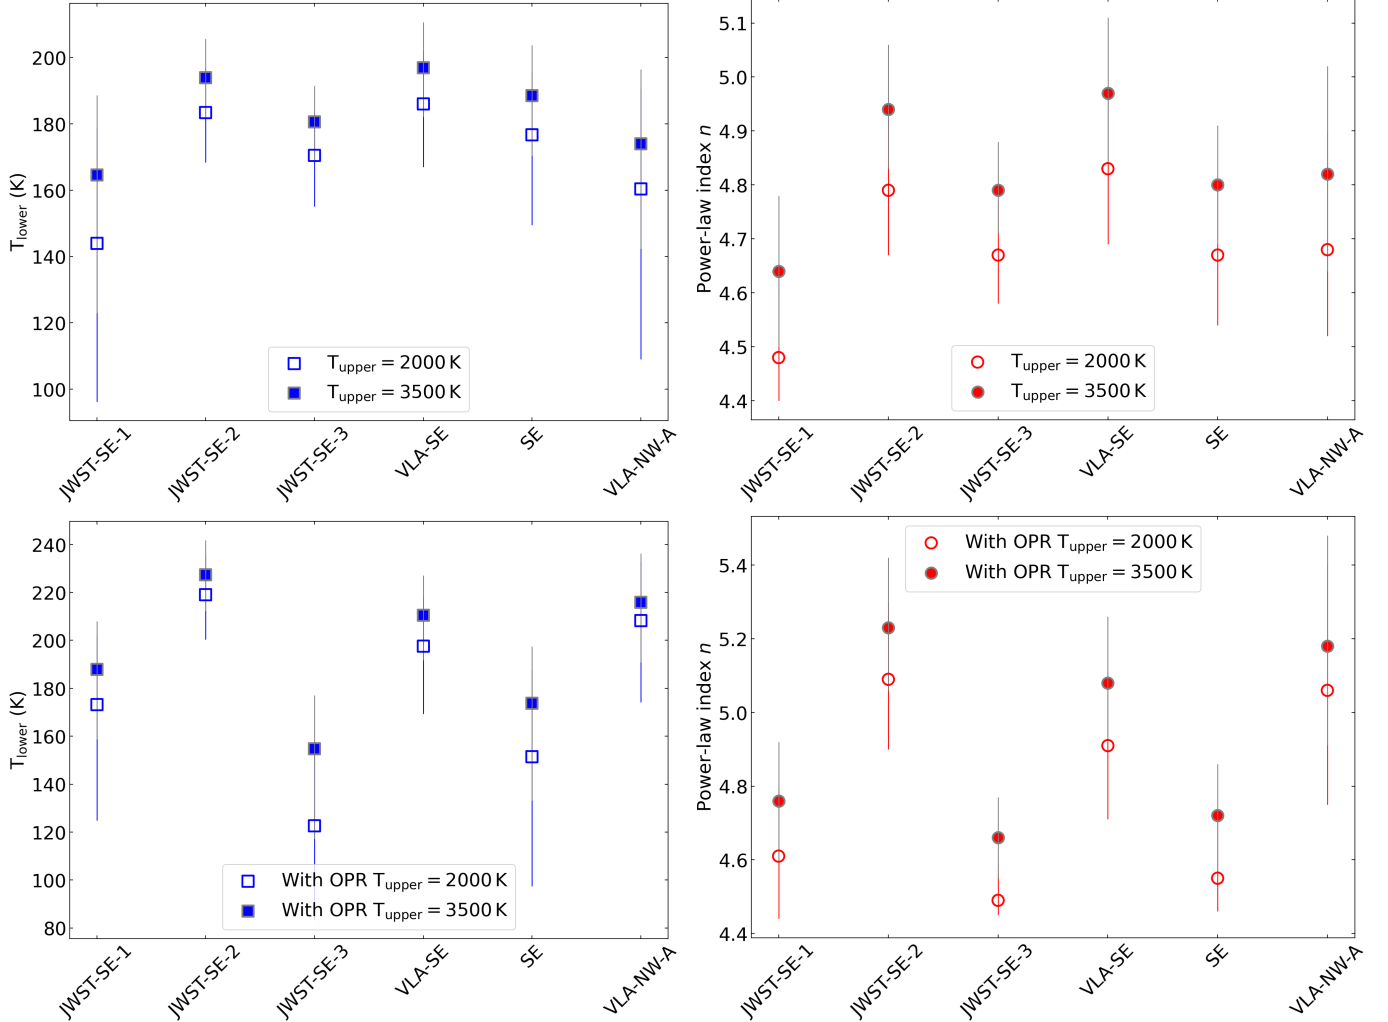 200
180
160
140
120
100
T_lower (K)
T_upper = 2000 K
T_upper = 3500 K
JWST-SE-1
JWST-SE-2
JWST-SE-3
VLA-SE
SE
VLA-NW-A
5.1
5.0
4.9
4.8
4.7
4.6
4.5
4.4
Power-law index n
T_upper = 2000 K
T_upper = 3500 K
JWST-SE-1
JWST-SE-2
JWST-SE-3
VLA-SE
SE
VLA-NW-A
240
220
200
180
160
140
120
100
80
T_lower (K)
With OPR T_upper = 2000 K
With OPR T_upper = 3500 K
JWST-SE-1
JWST-SE-2
JWST-SE-3
VLA-SE
SE
VLA-NW-A
With OPR T_upper = 2000 K
With OPR T_upper = 3500 K
5.4
5.2
5.0
4.8
4.6
4.4
Power-law index n
JWST-SE-1
JWST-SE-2
JWST-SE-3
VLA-SE
SE
VLA-NW-A